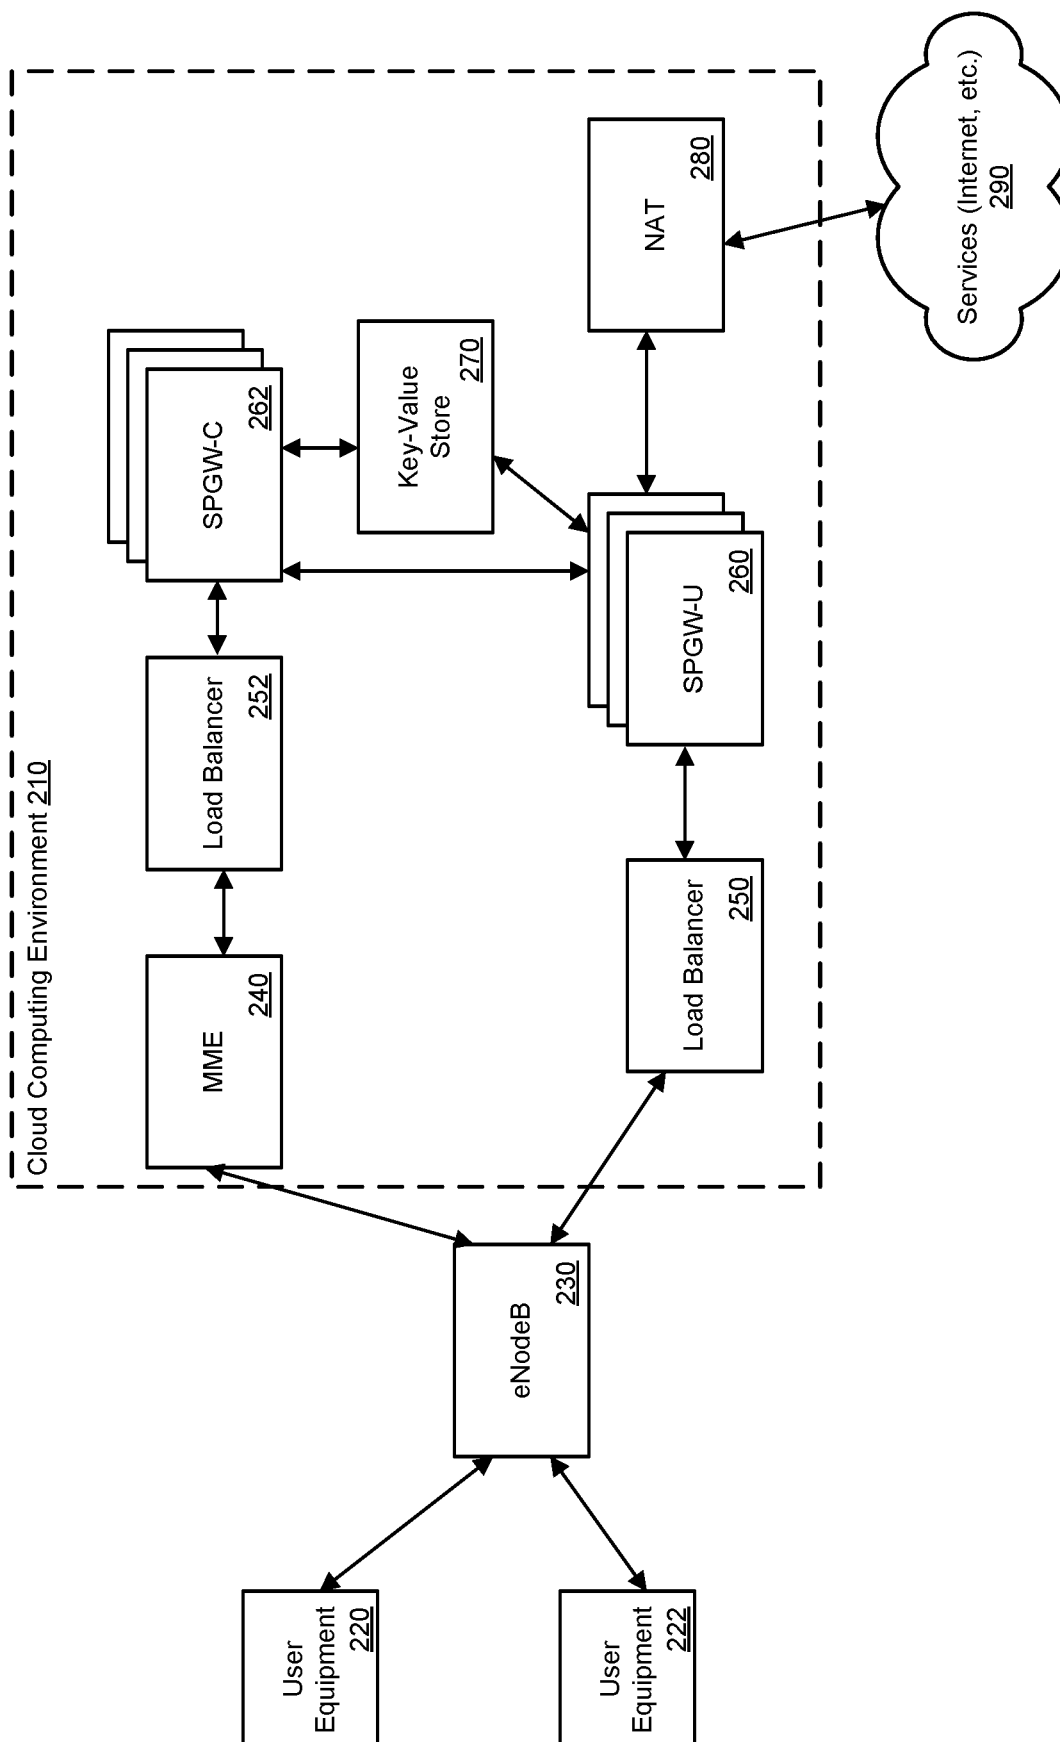 Cloud Computing Environment 210
User
Equipment
220
User
Equipment
222
eNodeB
230
MME
240
Load Balancer
252
SPGW-C
262
Key-Value
Store
270
Load Balancer
250
SPGW-U
260
NAT
280
Services (Internet, etc.)
290